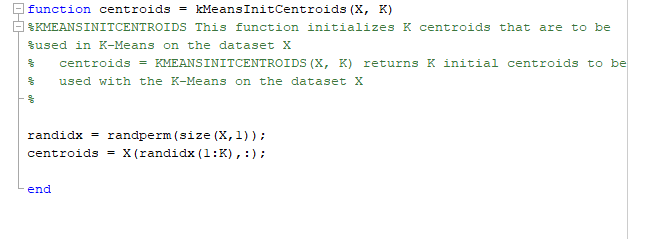 function centroids = kMeansInitCentroids(X, K)
%KMEANSINITCENTROIDS This function initializes K centroids that are to be
%used in K-Means on the dataset X
%   centroids = KMEANSINITCENTROIDS(X, K) returns K initial centroids to be
%   used with the K-Means on the dataset X
%
randidx = randperm(size(X,1));
centroids = X(randidx(1:K),:);
end